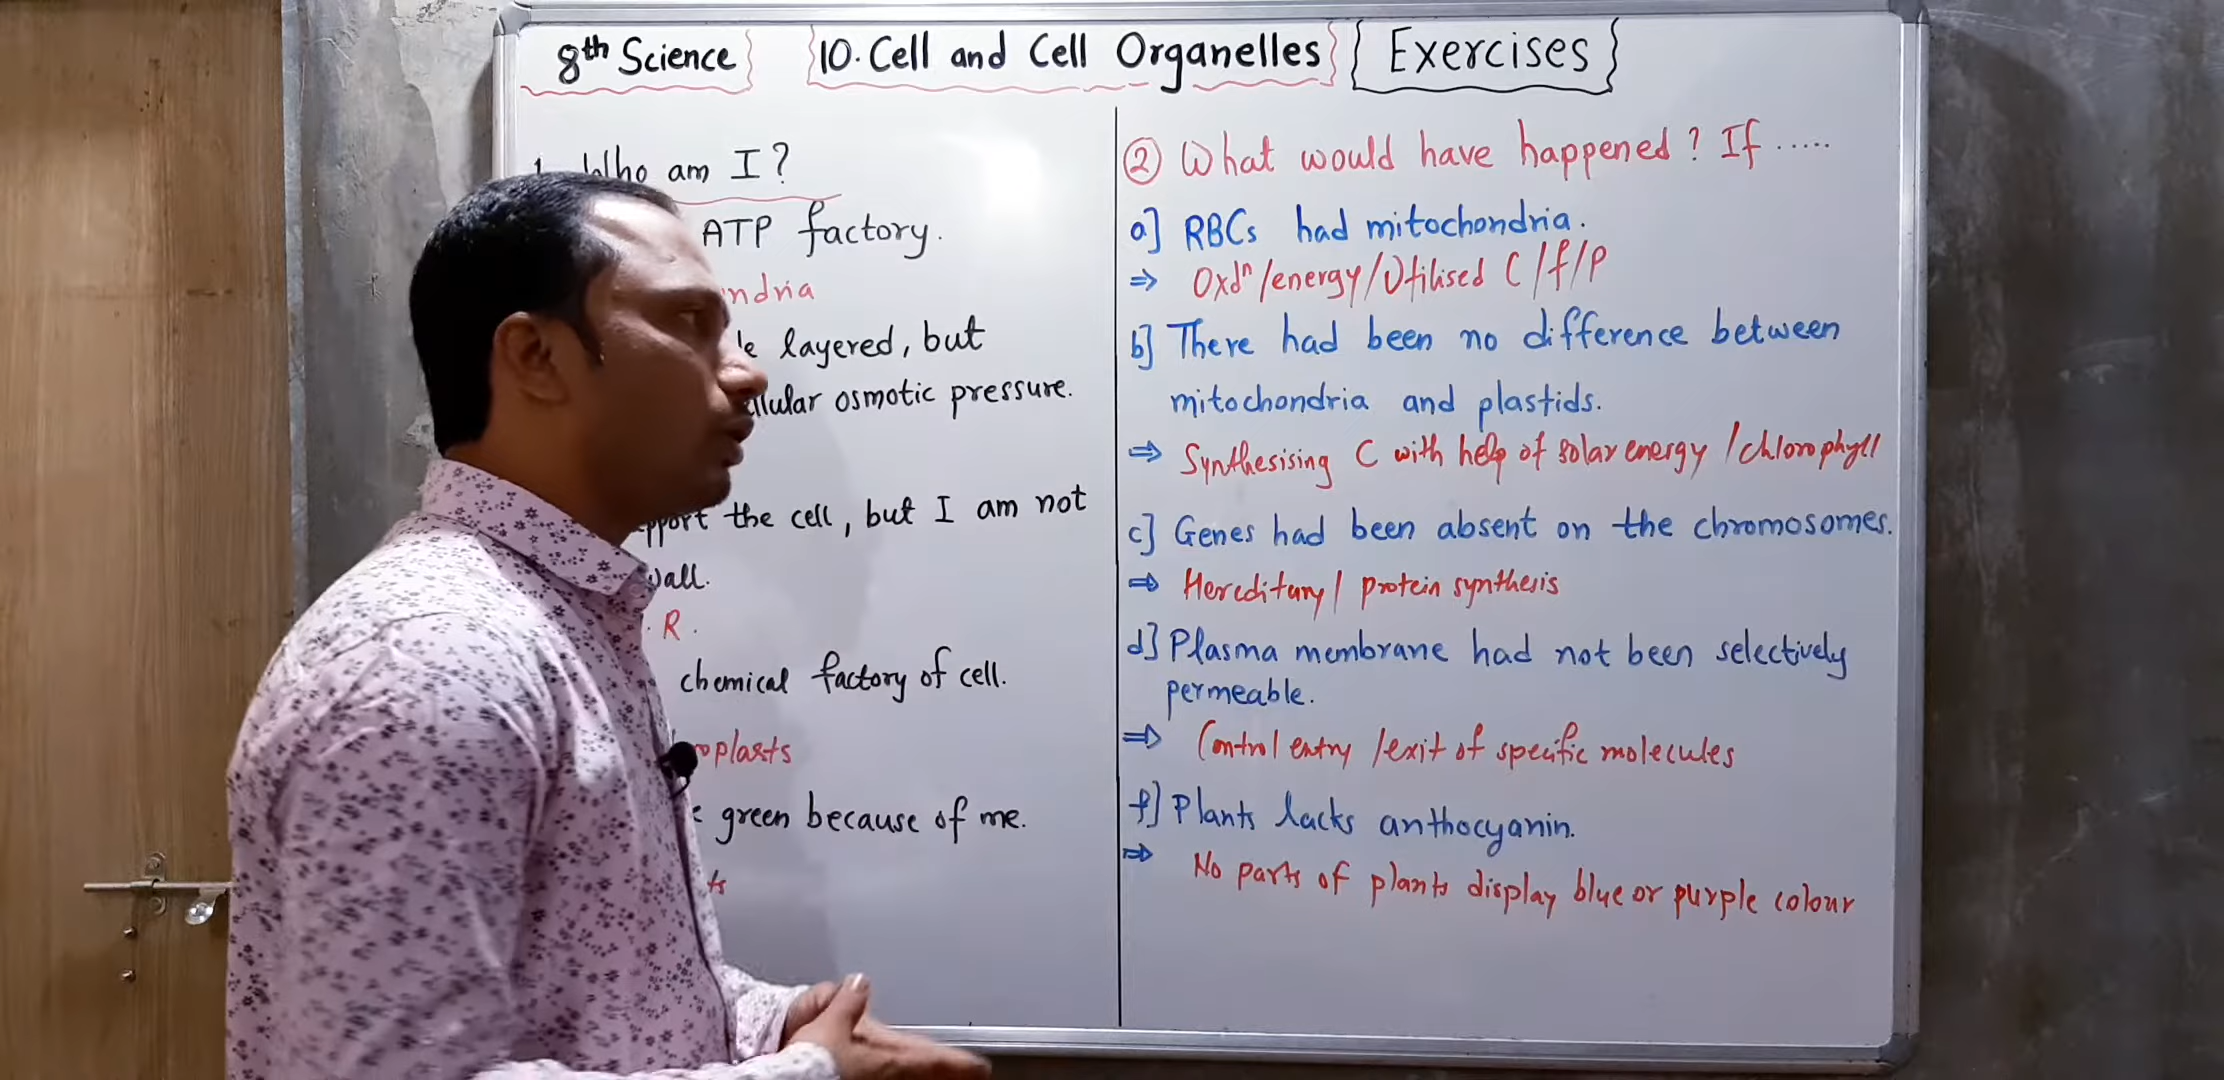 8th Science
10. Cell and Cell Organelles
Exercises
Who am I?
ATP factory.
layered, but
osmotic pressure.
the cell, but I am not
R.
chemical factory of cell.
green because of me.
② What would have happened? If .....
a] RBCs had mitochondria.
⇒ Oxdⁿ/energy/Utilised C/f/P
b] There had been no difference between
mitochondria and plastids.
⇒ Synthesising C with help of solar energy /chlorophyll
c] Genes had been absent on the chromosomes.
⇒ Hereditary/ protein synthesis
d] Plasma membrane had not been selectively
permeable.
⇒ Control entry /exit of specific molecules
f] Plants lacks anthocyanin.
⇒ No parts of plants display blue or purple colour